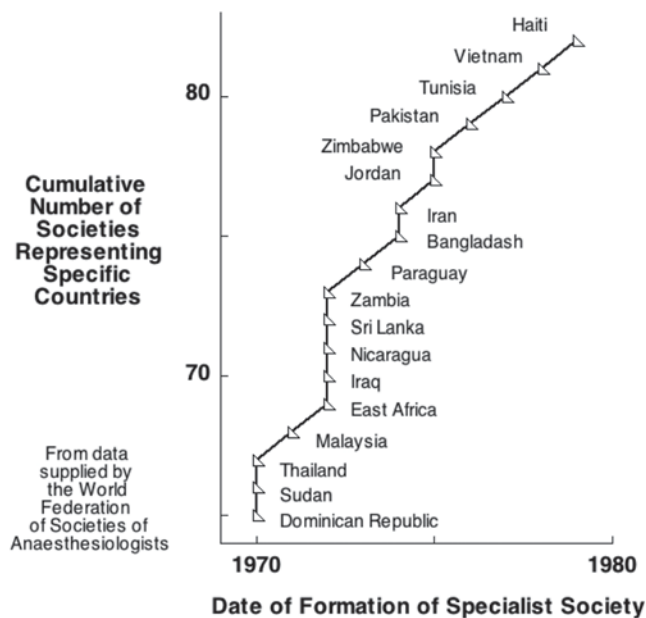 Haiti
Vietnam
80
Tunisia
Pakistan
Zimbabwe
Jordan
Cumulative
Number of
Societies
Representing
Specific
Countries
Iran
Bangladash
Paraguay
Zambia
Sri Lanka
Nicaragua
70
Iraq
East Africa
Malaysia
From data
supplied by
the World
Federation
of Societies of
Anaesthesiologists
Thailand
Sudan
Dominican Republic
1970
1980
Date of Formation of Specialist Society